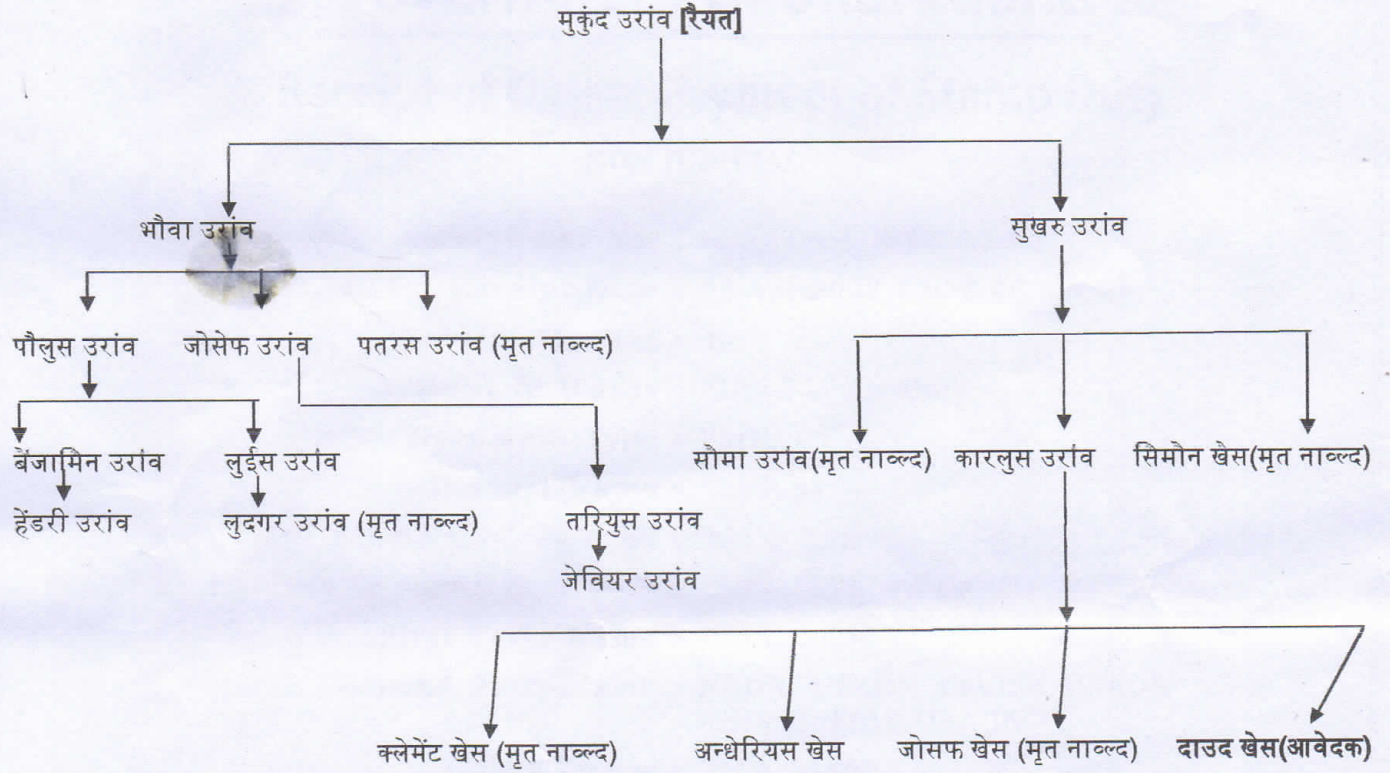 मुकुंद उरांव [रैयत]
भौवा उरांव
सुखरु उरांव
पौलुस उरांव
जोसेफ उरांव
पतरस उरांव (मृत नाव्ल्द)
बेंजामिन उरांव
लुईस उरांव
सोमा उरांव(मृत नाव्ल्द)
कारलुस उरांव
सिमोन खेस(मृत नाव्ल्द)
हेंडरी उरांव
लुदगर उरांव (मृत नाव्ल्द)
तरियुस उरांव
जेवियर उरांव
क्लेमेंट खेस (मृत नाव्ल्द)
अन्धेरियस खेस
जोसफ खेस (मृत नाव्ल्द)
दाउद खेस(आवेदक)